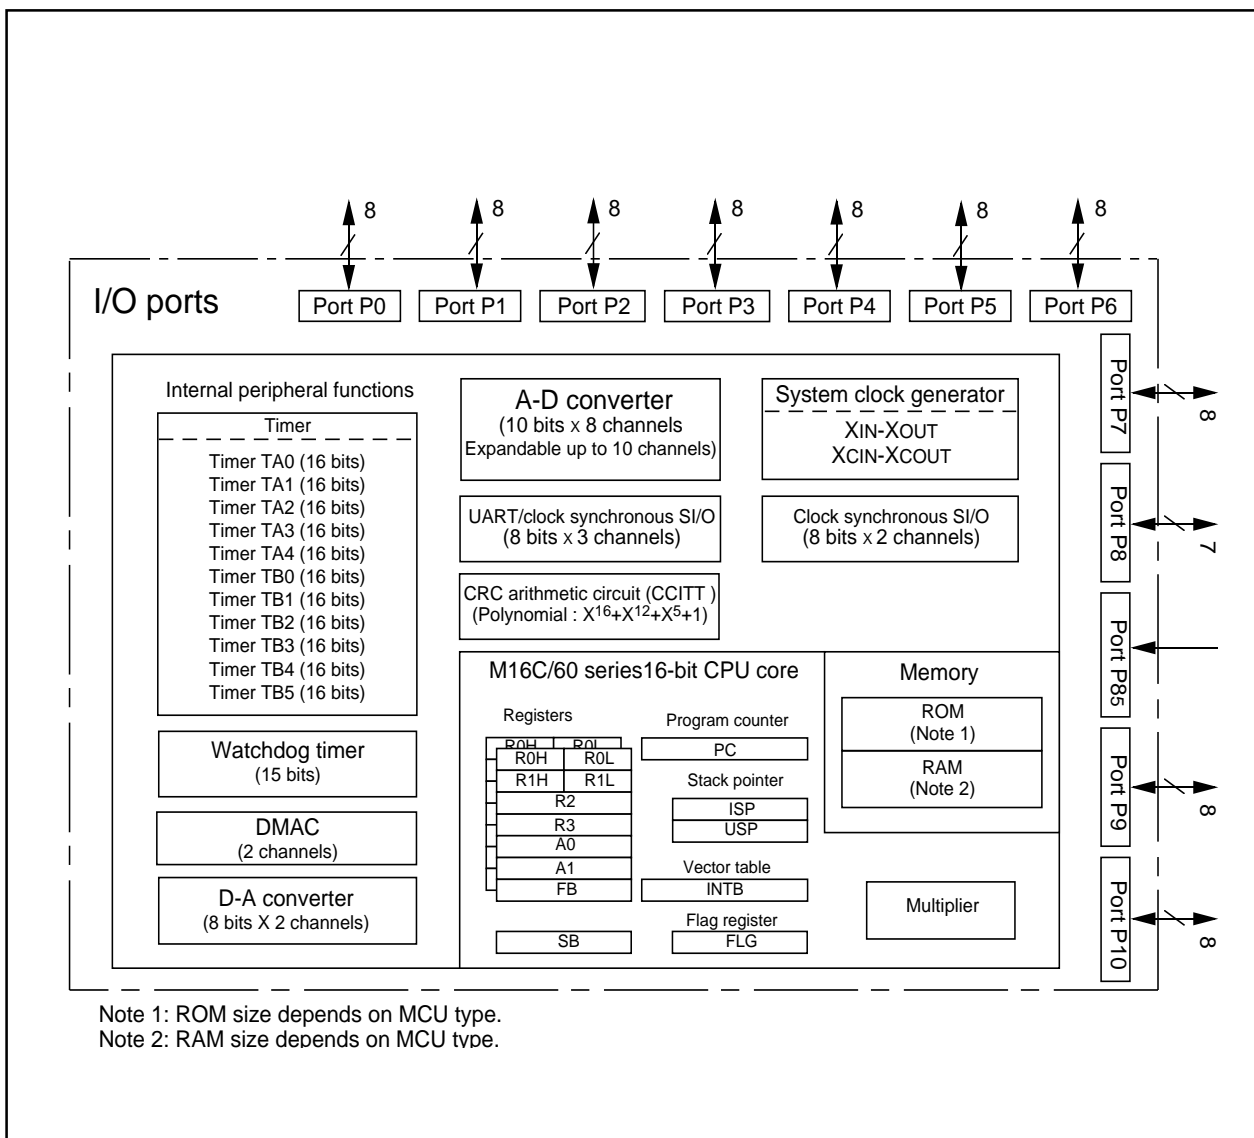 8
8
8
8
8
8
8
I/O ports
Port P0
Port P1
Port P2
Port P3
Port P4
Port P5
Port P6
Port P7
8
Port P8
7
Port P85
Port P9
8
Port P10
8
Internal peripheral functions
Timer
Timer TA0 (16 bits)
Timer TA1 (16 bits)
Timer TA2 (16 bits)
Timer TA3 (16 bits)
Timer TA4 (16 bits)
Timer TB0 (16 bits)
Timer TB1 (16 bits)
Timer TB2 (16 bits)
Timer TB3 (16 bits)
Timer TB4 (16 bits)
Timer TB5 (16 bits)
Watchdog timer
(15 bits)
DMAC
(2 channels)
D-A converter
(8 bits X 2 channels)
A-D converter
(10 bits x 8 channels
Expandable up to 10 channels)
System clock generator
XIN-XOUT
XCIN-XCOUT
UART/clock synchronous SI/O
(8 bits x 3 channels)
Clock synchronous SI/O
(8 bits x 2 channels)
CRC arithmetic circuit (CCITT )
(Polynomial : X16+X12+X5+1)
M16C/60 series16-bit CPU core
Registers
R0H R0L
R0H R0L
R1H R1L
R2
R3
A0
A1
FB
SB
Program counter
PC
Stack pointer
ISP
USP
Vector table
INTB
Flag register
FLG
Memory
ROM
(Note 1)
RAM
(Note 2)
Multiplier
Note 1: ROM size depends on MCU type.
Note 2: RAM size depends on MCU type.